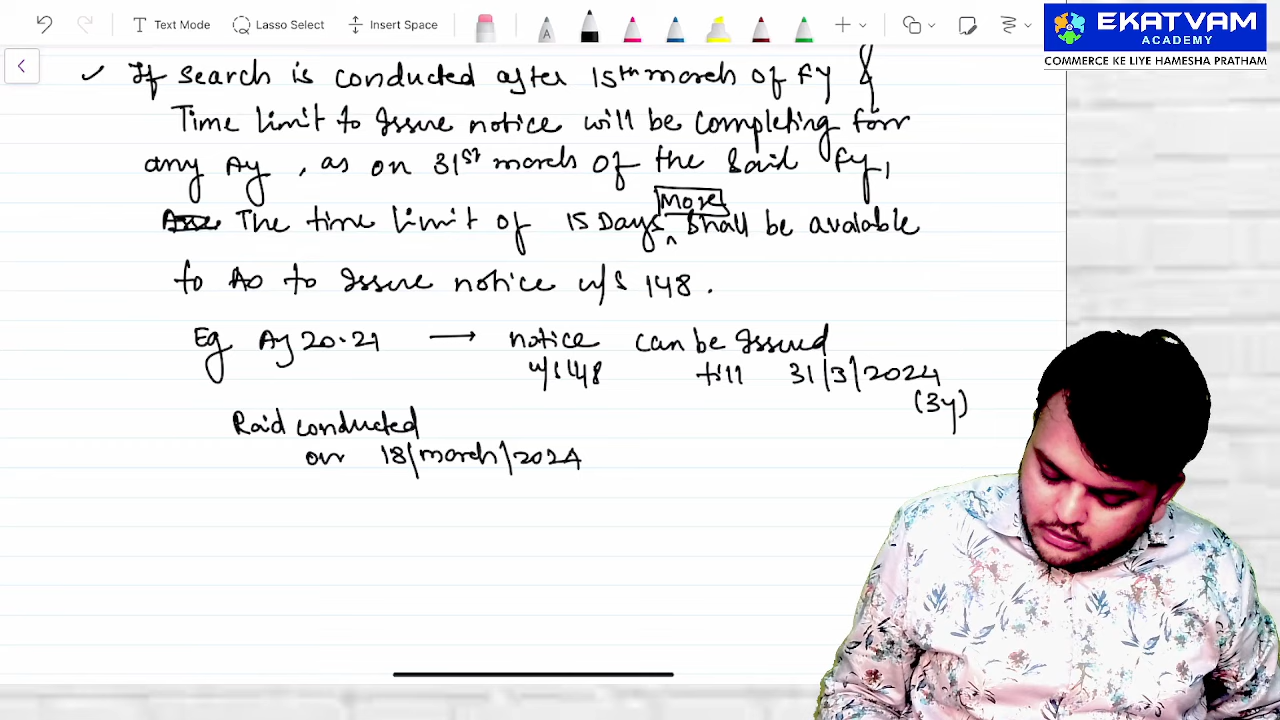 Text Mode Lasso Select Insert Space
EKATVAM
ACADEMY
COMMERCE KE LIYE HAMESHA PRATHAM
If search is conducted after 15th march of Fy &
Time limit to Issue notice will be completing for
any Ay, as on 31st march of the said Fy,
The time limit of 15 Days More shall be avalable
to AO to Issue notice u/s 148.
Eg Ay 20.21 → notice can be Issued
u/s 148 till 31/3/2024
(3y)
Raid conducted
on 18/march/2024